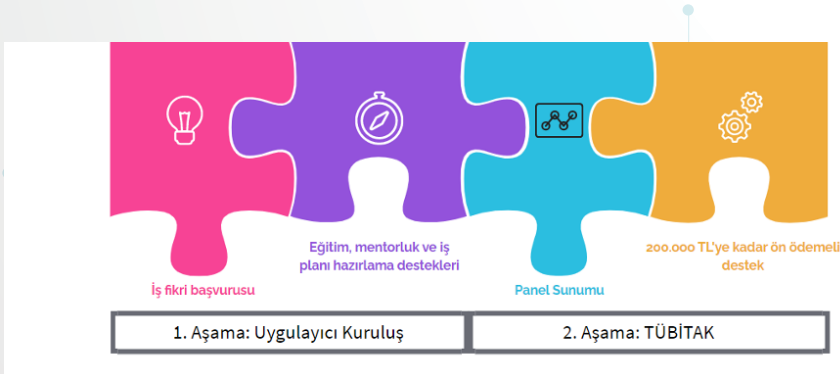 Eğitim, mentorluk ve iş
planı hazırlama destekleri
200.000 TL'ye kadar ön ödemeli
destek
İş fikri başvurusu
Panel Sunumu
1. Aşama: Uygulayıcı Kuruluş
2. Aşama: TÜBİTAK